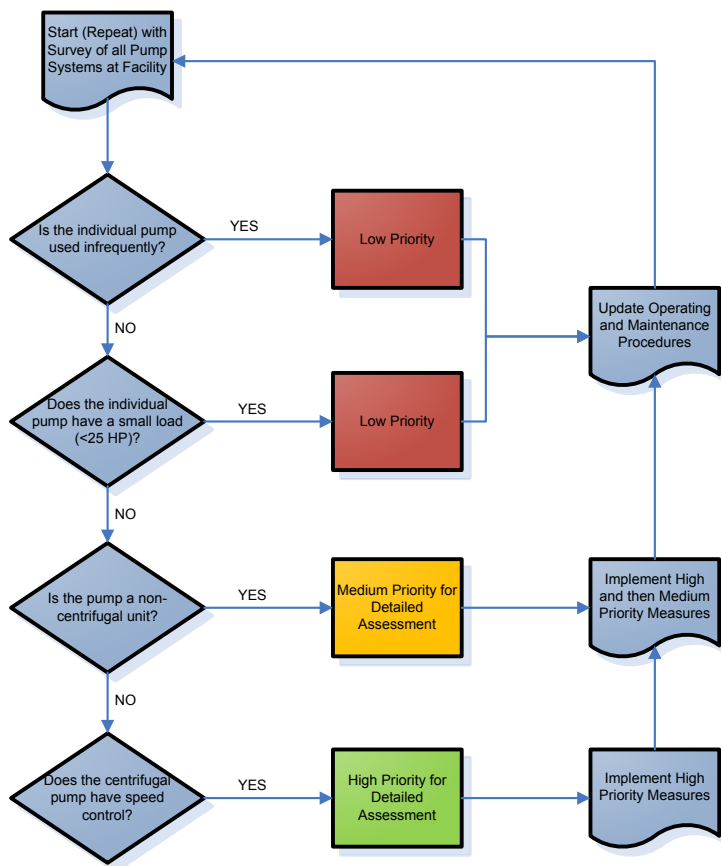 Start (Repeat) with
Survey of all Pump
Systems at Facility
Is the individual pump
used infrequently?
YES
Low Priority
NO
Update Operating
and Maintenance
Procedures
Does the individual
pump have a small load
(<25 HP)?
YES
Low Priority
NO
Is the pump a non-
centrifugal unit?
YES
Medium Priority for
Detailed
Assessment
Implement High
and then Medium
Priority Measures
NO
Does the centrifugal
pump have speed
control?
YES
High Priority for
Detailed
Assessment
Implement High
Priority Measures